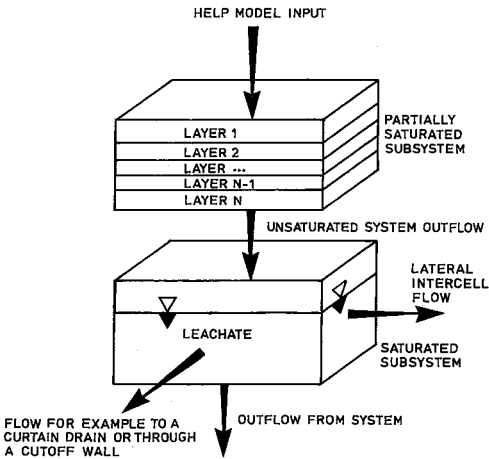 HELP MODEL INPUT
LAYER 1
LAYER 2
LAYER ...
LAYER N-1
LAYER N
PARTIALLY
SATURATED
SUBSYSTEM
UNSATURATED SYSTEM OUTFLOW
LATERAL
INTERCELL
FLOW
LEACHATE
SATURATED
SUBSYSTEM
FLOW FOR EXAMPLE TO A
CURTAIN DRAIN OR THROUGH
A CUTOFF WALL
OUTFLOW FROM SYSTEM